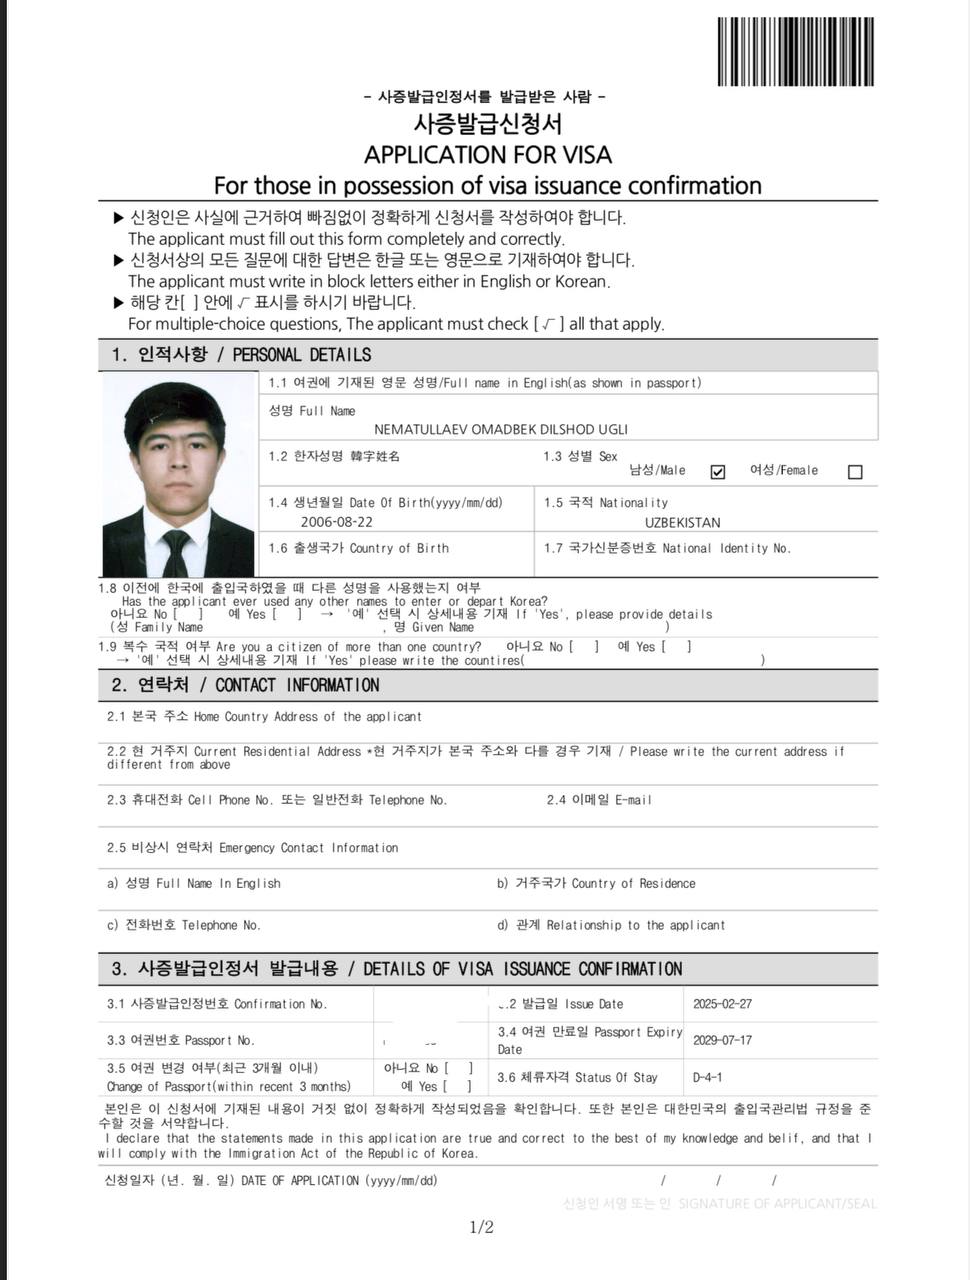 - 사증발급인정서를 발급받은 사람 -
사증발급신청서
APPLICATION FOR VISA
For those in possession of visa issuance confirmation
▶ 신청인은 사실에 근거하여 빠짐없이 정확하게 신청서를 작성하여야 합니다.
The applicant must fill out this form completely and correctly.
▶ 신청서상의 모든 질문에 대한 답변은 한글 또는 영문으로 기재하여야 합니다.
The applicant must write in block letters either in English or Korean.
▶ 해당 칸[ ] 안에 √ 표시를 하시기 바랍니다.
For multiple-choice questions, The applicant must check [ √ ] all that apply.
1. 인적사항 / PERSONAL DETAILS
1.1 여권에 기재된 영문 성명/Full name in English(as shown in passport)
성명 Full Name
NEMATULLAEV OMADBEK DILSHOD UGLI
1.2 한자성명 韓字姓名 1.3 성별 Sex
남성/Male ☑ 여성/Female ☐
1.4 생년월일 Date Of Birth(yyyy/mm/dd) 1.5 국적 Nationality
2006-08-22 UZBEKISTAN
1.6 출생국가 Country of Birth 1.7 국가신분증번호 National Identity No.
1.8 이전에 한국에 출입국하였을 때 다른 성명을 사용했는지 여부
Has the applicant ever used any other names to enter or depart Korea?
아니요 No [ ] 예 Yes [ ] → '예' 선택 시 상세내용 기재 If 'Yes', please provide details
(성 Family Name , 명 Given Name )
1.9 복수 국적 여부 Are you a citizen of more than one country? 아니요 No [ ] 예 Yes [ ]
→ '예' 선택 시 상세내용 기재 If 'Yes' please write the countires( )
2. 연락처 / CONTACT INFORMATION
2.1 본국 주소 Home Country Address of the applicant
2.2 현 거주지 Current Residential Address *현 거주지가 본국 주소와 다를 경우 기재 / Please write the current address if
different from above
2.3 휴대전화 Cell Phone No. 또는 일반전화 Telephone No. 2.4 이메일 E-mail
2.5 비상시 연락처 Emergency Contact Information
a) 성명 Full Name In English b) 거주국가 Country of Residence
c) 전화번호 Telephone No. d) 관계 Relationship to the applicant
3. 사증발급인정서 발급내용 / DETAILS OF VISA ISSUANCE CONFIRMATION
3.1 사증발급인정번호 Confirmation No. .2 발급일 Issue Date 2025-02-27
3.3 여권번호 Passport No. 3.4 여권 만료일 Passport Expiry
Date 2029-07-17
3.5 여권 변경 여부(최근 3개월 이내) 아니요 No [ ]
Change of Passport(within recent 3 months) 예 Yes [ ] 3.6 체류자격 Status Of Stay D-4-1
본인은 이 신청서에 기재된 내용이 거짓 없이 정확하게 작성되었음을 확인합니다. 또한 본인은 대한민국의 출입국관리법 규정을 준
수할 것을 서약합니다.
I declare that the statements made in this application are true and correct to the best of my knowledge and belif, and that I
will comply with the Immigration Act of the Republic of Korea.
신청일자 (년. 월. 일) DATE OF APPLICATION (yyyy/mm/dd) / / /
신청인 서명 또는 인 SIGNATURE OF APPLICANT/SEAL
1/2